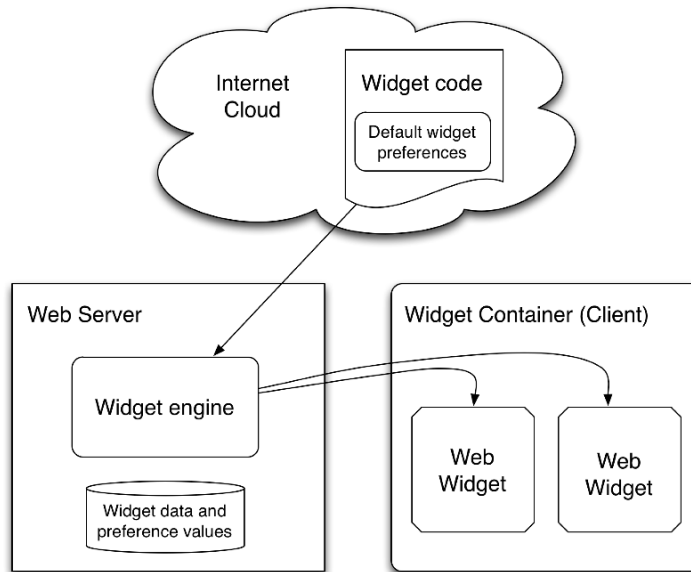 Internet
Cloud
Widget code
Default widget
preferences
Web Server
Widget engine
Widget data and
preference values
Widget Container (Client)
Web
Widget
Web
Widget